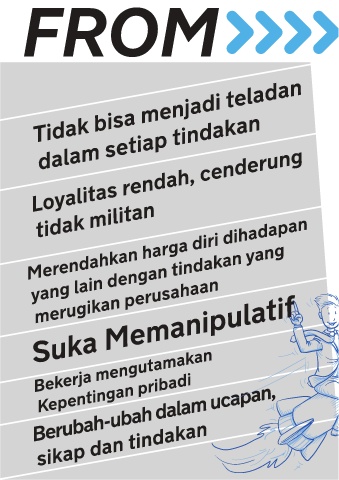 FROM
Tidak bisa menjadi teladan
dalam setiap tindakan
Loyalitas rendah, cenderung
tidak militan
Merendahkan harga diri dihadapan
yang lain dengan tindakan yang
merugikan perusahaan
Suka Memanipulatif
Bekerja mengutamakan
Kepentingan pribadi
Berubah-ubah dalam ucapan,
sikap dan tindakan